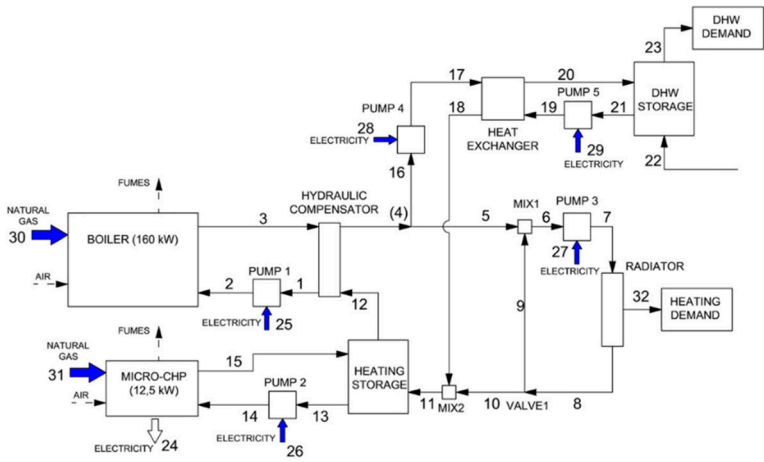 DHW
DEMAND
23
17
20
DHW
STORAGE
PUMP 4
18
19
PUMP 5
21
28
ELECTRICITY
HEAT
EXCHANGER
29
ELECTRICITY
22
16
FUMES
HYDRAULIC
COMPENSATOR
NATURAL
GAS
30
BOILER (160 kW)
3
(4)
5
MIX1
6
PUMP 3
7
27
ELECTRICITY
RADIATOR
AIR
2
PUMP 1
1
12
9
32
HEATING
DEMAND
ELECTRICITY
25
FUMES
NATURAL
GAS
31
MICRO-CHP
(12,5 kW)
15
HEATING
STORAGE
PUMP 2
AIR
14
13
11
MIX2
10
VALVE1
8
ELECTRICITY
24
ELECTRICITY
26